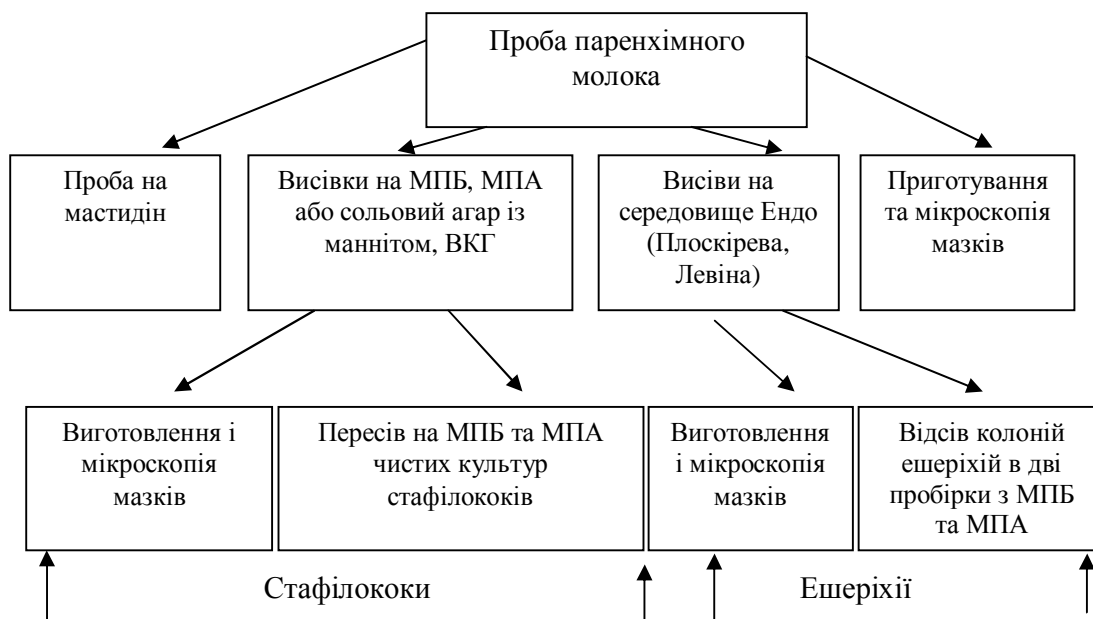 Проба паренхімного
молока
Проба на
мастидін
Висівки на МПБ, МПА
або сольовий агар із
маннітом, ВКГ
Висіви на
середовище Ендо
(Плоскірева,
Левіна)
Приготування
та мікроскопія
мазків
Виготовлення і
мікроскопія
мазків
Пересів на МПБ та МПА
чистих культур
стафілококів
Виготовлення
і мікроскопія
мазків
Відсів колоній
ешеріхій в дві
пробірки з МПБ
та МПА
Стафілококи
Ешеріхії